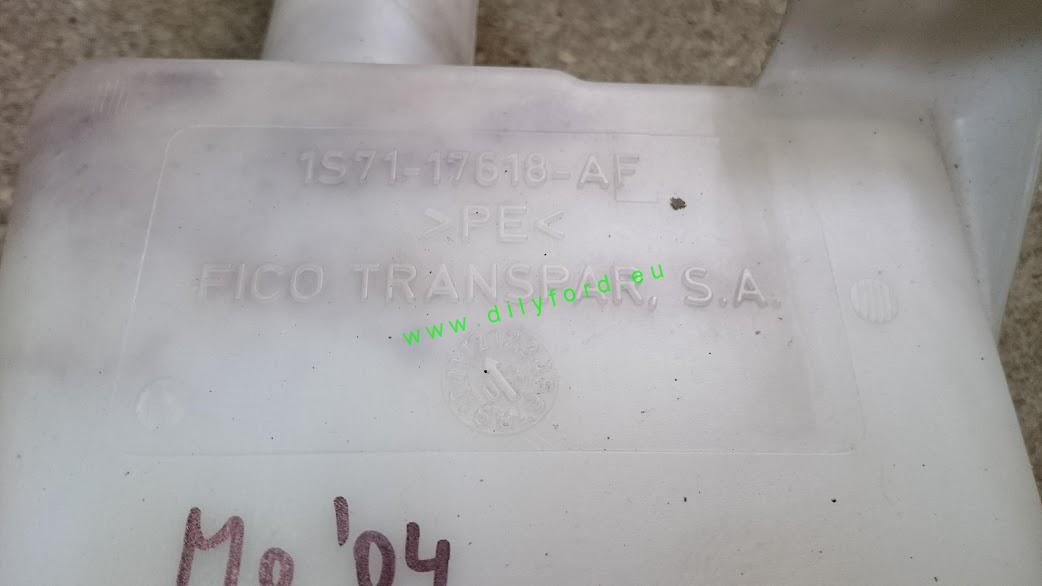 1S71-17618-AF
>PE<
FICO TRANSPAR, S.A.
www.dilyford.eu
Mo '04